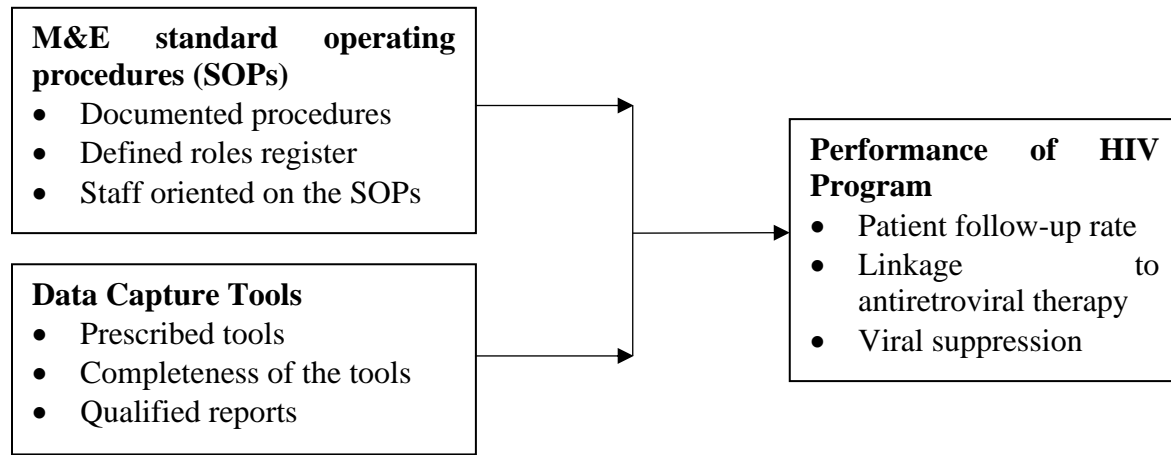 M&E standard operating
procedures (SOPs)
• Documented procedures
• Defined roles register
• Staff oriented on the SOPs
Data Capture Tools
• Prescribed tools
• Completeness of the tools
• Qualified reports
Performance of HIV
Program
• Patient follow-up rate
• Linkage to
antiretroviral therapy
• Viral suppression